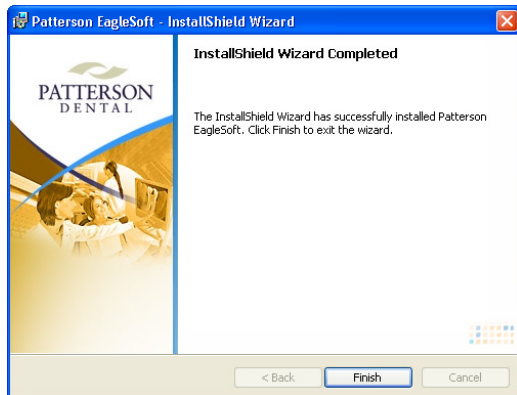 Patterson EagleSoft - InstallShield Wizard
InstallShield Wizard Completed
PATTERSON
DENTAL
The InstallShield Wizard has successfully installed Patterson
EagleSoft. Click Finish to exit the wizard.
< Back
Finish
Cancel